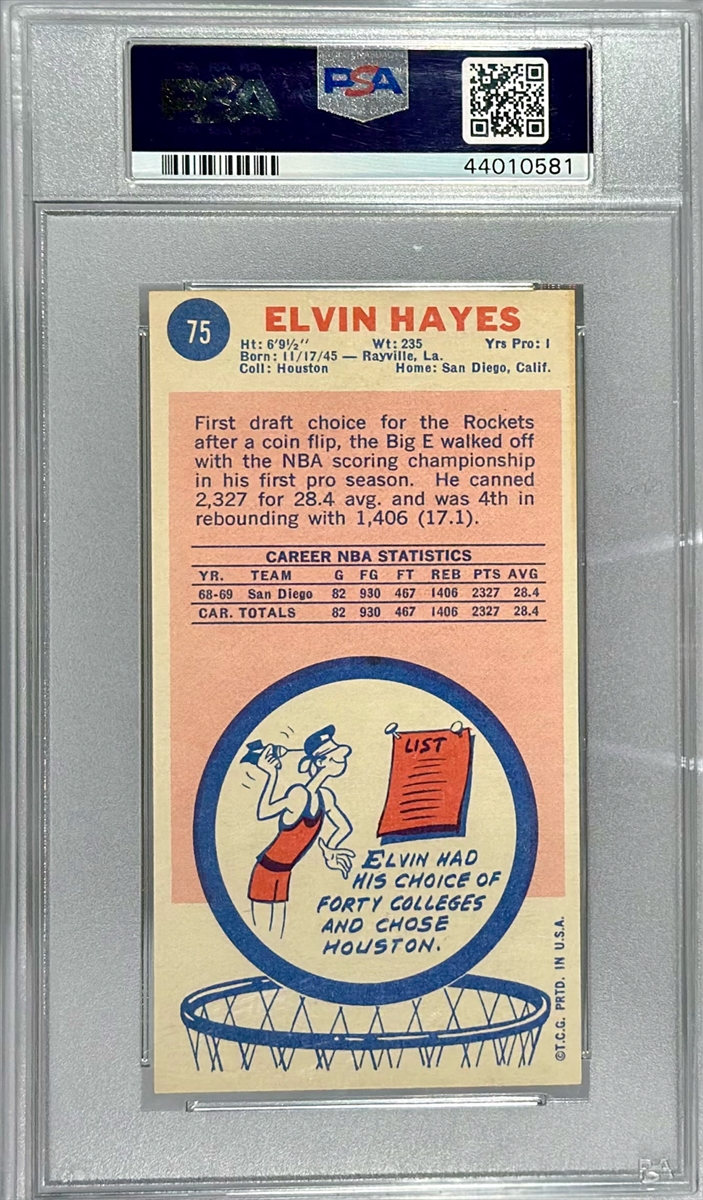 PSA
PSA
44010581
75
ELVIN HAYES
Ht: 6'9½" Wt: 235 Yrs Pro: 1
Born: 11/17/45 — Rayville, La.
Coll: Houston Home: San Diego, Calif.
First draft choice for the Rockets
after a coin flip, the Big E walked off
with the NBA scoring championship
in his first pro season. He canned
2,327 for 28.4 avg. and was 4th in
rebounding with 1,406 (17.1).
CAREER NBA STATISTICS
YR. TEAM G FG FT REB PTS AVG
68-69 San Diego 82 930 467 1406 2327 28.4
CAR. TOTALS 82 930 467 1406 2327 28.4
LIST
ELVIN HAD
HIS CHOICE OF
FORTY COLLEGES
AND CHOSE
HOUSTON.
©T.C.G. PRTD. IN U.S.A.
PSA